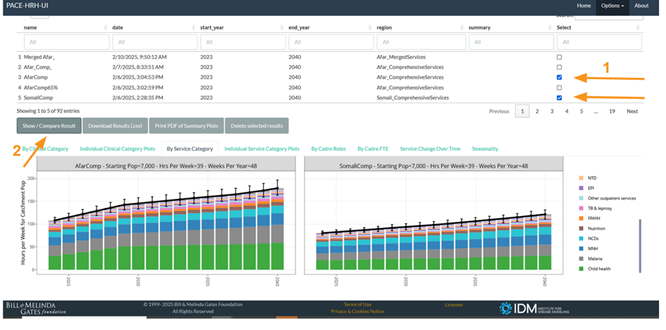 PACE-HRH-UI
Home Options About
name date start_year end_year region summary Select
All All All All All All All
1 Merged Afar_ 2/10/2025, 9:50:12 AM 2023 2040 Afar_MergedServices
2 Afar_Comp_ 2/7/2025, 8:33:51 AM 2023 2040 Afar_ComprehensiveServices
3 AfarComp 2/6/2025, 3:04:53 PM 2023 2040 Afar_ComprehensiveServices
4 AfarComp65% 2/6/2025, 3:02:59 PM 2023 2040 Afar_ComprehensiveServices
5 SomaliComp 2/6/2025, 2:28:35 PM 2023 2040 Somali_ComprehensiveServices
1
Showing 1 to 5 of 92 entries
Previous 1 2 3 4 5 ... 19 Next
Show / Compare Result Download Results (.csv) Print PDF of Summary Plots Delete selected results
2
Category Individual Clinical Category Plots By Service Category Individual Service Category Plots By Cadre Roles By Cadre FTE Service Change Over Time Seasonality
AfarComp - Starting Pop=7,000 - Hrs Per Week=39 - Weeks Per Year=48
SomaliComp - Starting Pop=7,000 - Hrs Per Week=39 - Weeks Per Year=48
Hours per Week for Catchment Pop
200
150
100
50
0
NTD
EPI
Other outpatient services
TB & leprosy
RMNH
Nutrition
NCDs
MNH
Malaria
Child health
BILL & MELINDA
GATES foundation
© 1999-2025 Bill & Melinda Gates Foundation
All Rights Reserved
Terms of Use
Privacy & Cookies Notice
Licenses
IDM INSTITUTE FOR
DISEASE MODELING